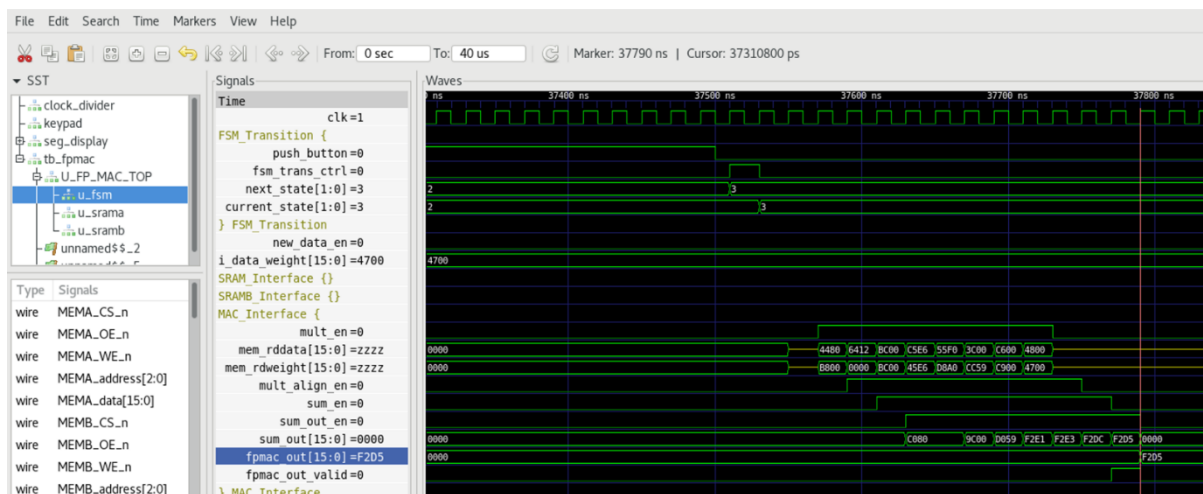 File Edit Search Time Markers View Help
From: 0 sec To: 40 us Marker: 37790 ns | Cursor: 37310800 ps
SST
clock_divider
keypad
seg_display
tb_fpmac
U_FP_MAC_TOP
u_fsm
u_srama
u_sramb
unnamed$$_2
Type Signals
wire MEMA_CS_n
wire MEMA_OE_n
wire MEMA_WE_n
wire MEMA_address[2:0]
wire MEMA_data[15:0]
wire MEMB_CS_n
wire MEMB_OE_n
wire MEMB_WE_n
wire MEMB_address[2:0]
Signals
Time
clk=1
FSM_Transition {
push_button=0
fsm_trans_ctrl=0
next_state[1:0]=3
current_state[1:0]=3
} FSM_Transition
new_data_en=0
i_data_weight[15:0]=4700
SRAM_Interface {}
SRAMB_Interface {}
MAC_Interface {
mult_en=0
mem_rddata[15:0]=zzzz
mem_rdweight[15:0]=zzzz
mult_align_en=0
sum_en=0
sum_out_en=0
sum_out[15:0]=0000
fpmac_out[15:0]=F2D5
fpmac_out_valid=0
} MAC_Interface
Waves
ns 37400 ns 37500 ns 37600 ns 37700 ns 37800 ns
2 3
2 3
4700
0000 4480 6412 BC00 C5E6 55F0 3C00 C600 4800
0000 B800 0000 BC00 45E6 D8A0 CC59 C900 4700
0000 C080 9C00 D059 F2E1 F2E3 F2DC F2D5 0000
0000 F2D5